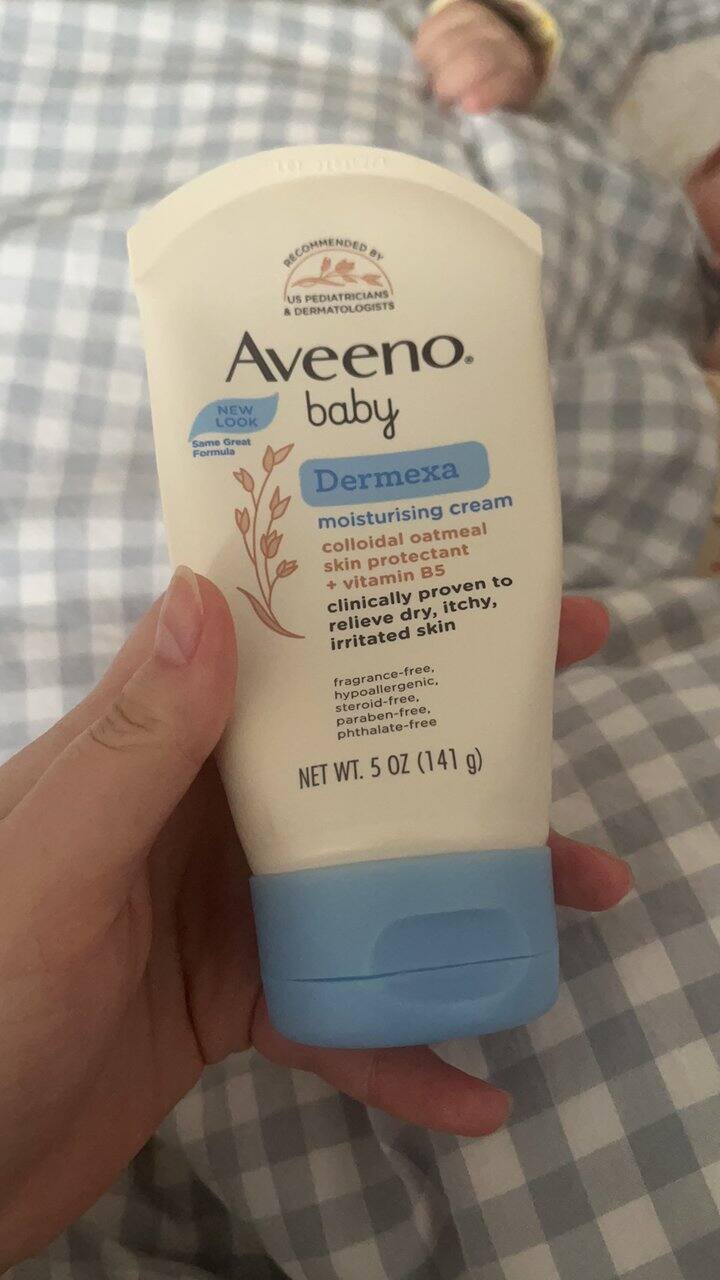 RECOMMENDED BY
US PEDIATRICIANS
& DERMATOLOGISTS
Aveeno®
baby
NEW
LOOK
Same Great
Formula
Dermexa
moisturising cream
colloidal oatmeal
skin protectant
+ vitamin B5
clinically proven to
relieve dry, itchy,
irritated skin
fragrance-free,
hypoallergenic,
steroid-free,
paraben-free,
phthalate-free
NET WT. 5 OZ (141 g)